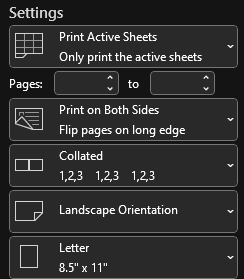 Settings
Print Active Sheets
Only print the active sheets
Pages: to
Print on Both Sides
Flip pages on long edge
Collated
1,2,3 1,2,3 1,2,3
Landscape Orientation
Letter
8.5" x 11"